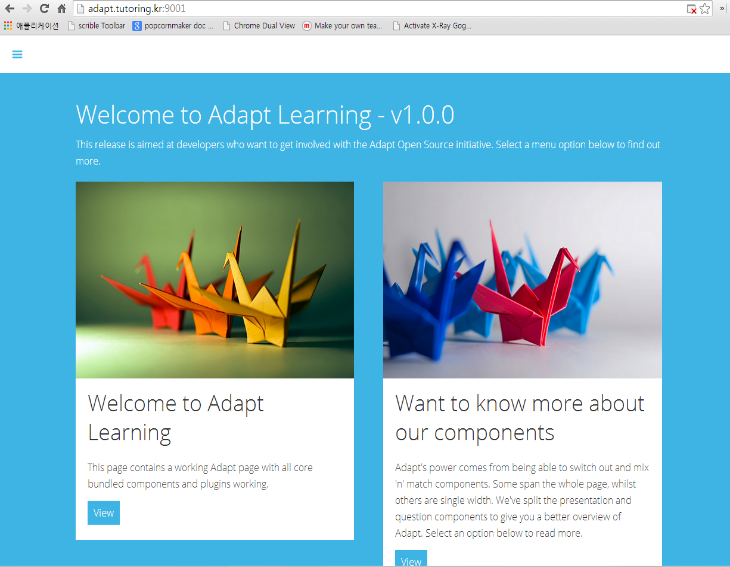 adapt.tutoring.kr:9001
애플리케이션
scrible Toolbar
popcornmaker doc ...
Chrome Dual View
Make your own tea...
Activate X-Ray Gog...
Welcome to Adapt Learning - v1.0.0
This release is aimed at developers who want to get involved with the Adapt Open Source initiative. Select a menu option below to find out
more.
Welcome to Adapt
Learning
This page contains a working Adapt page with all core
bundled components and plugins working.
View
Want to know more about
our components
Adapt's power comes from being able to switch out and mix
'n' match components. Some span the whole page, whilst
others are single width. We've split the presentation and
question components to give you a better overview of
Adapt. Select an option below to read more.
View